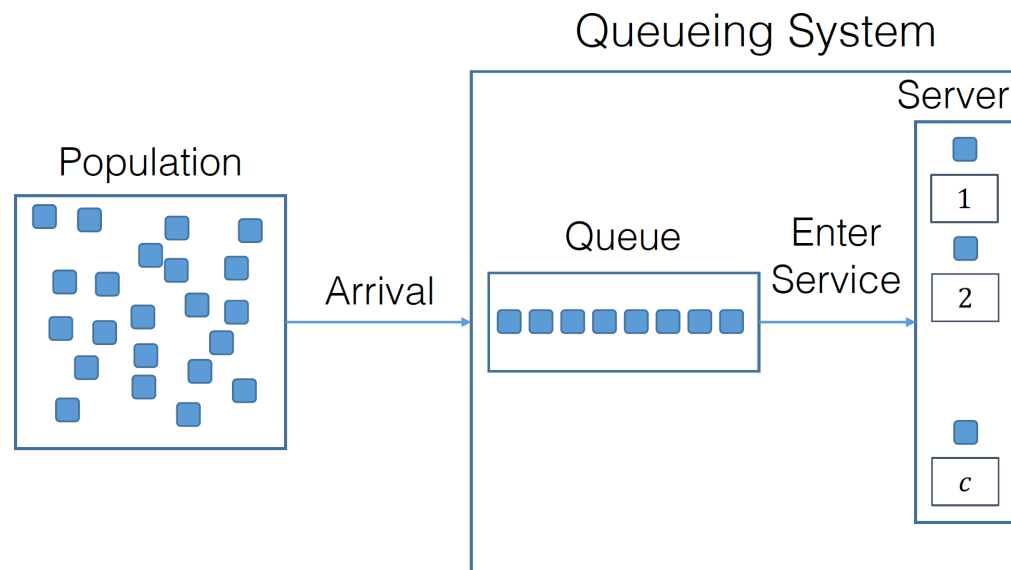 Queueing System
Server
Population
1
Queue
Enter
Service
Arrival
2
c